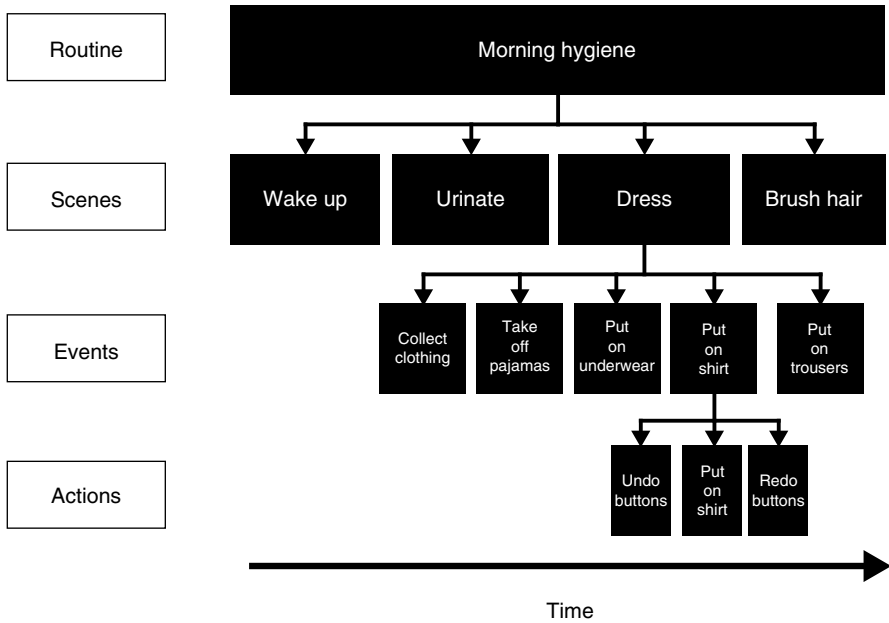 Routine
Morning hygiene
Scenes
Wake up
Urinate
Dress
Brush hair
Events
Collect
clothing
Take
off
pajamas
Put
on
underwear
Put
on
shirt
Put
on
trousers
Actions
Undo
buttons
Put
on
shirt
Redo
buttons
Time